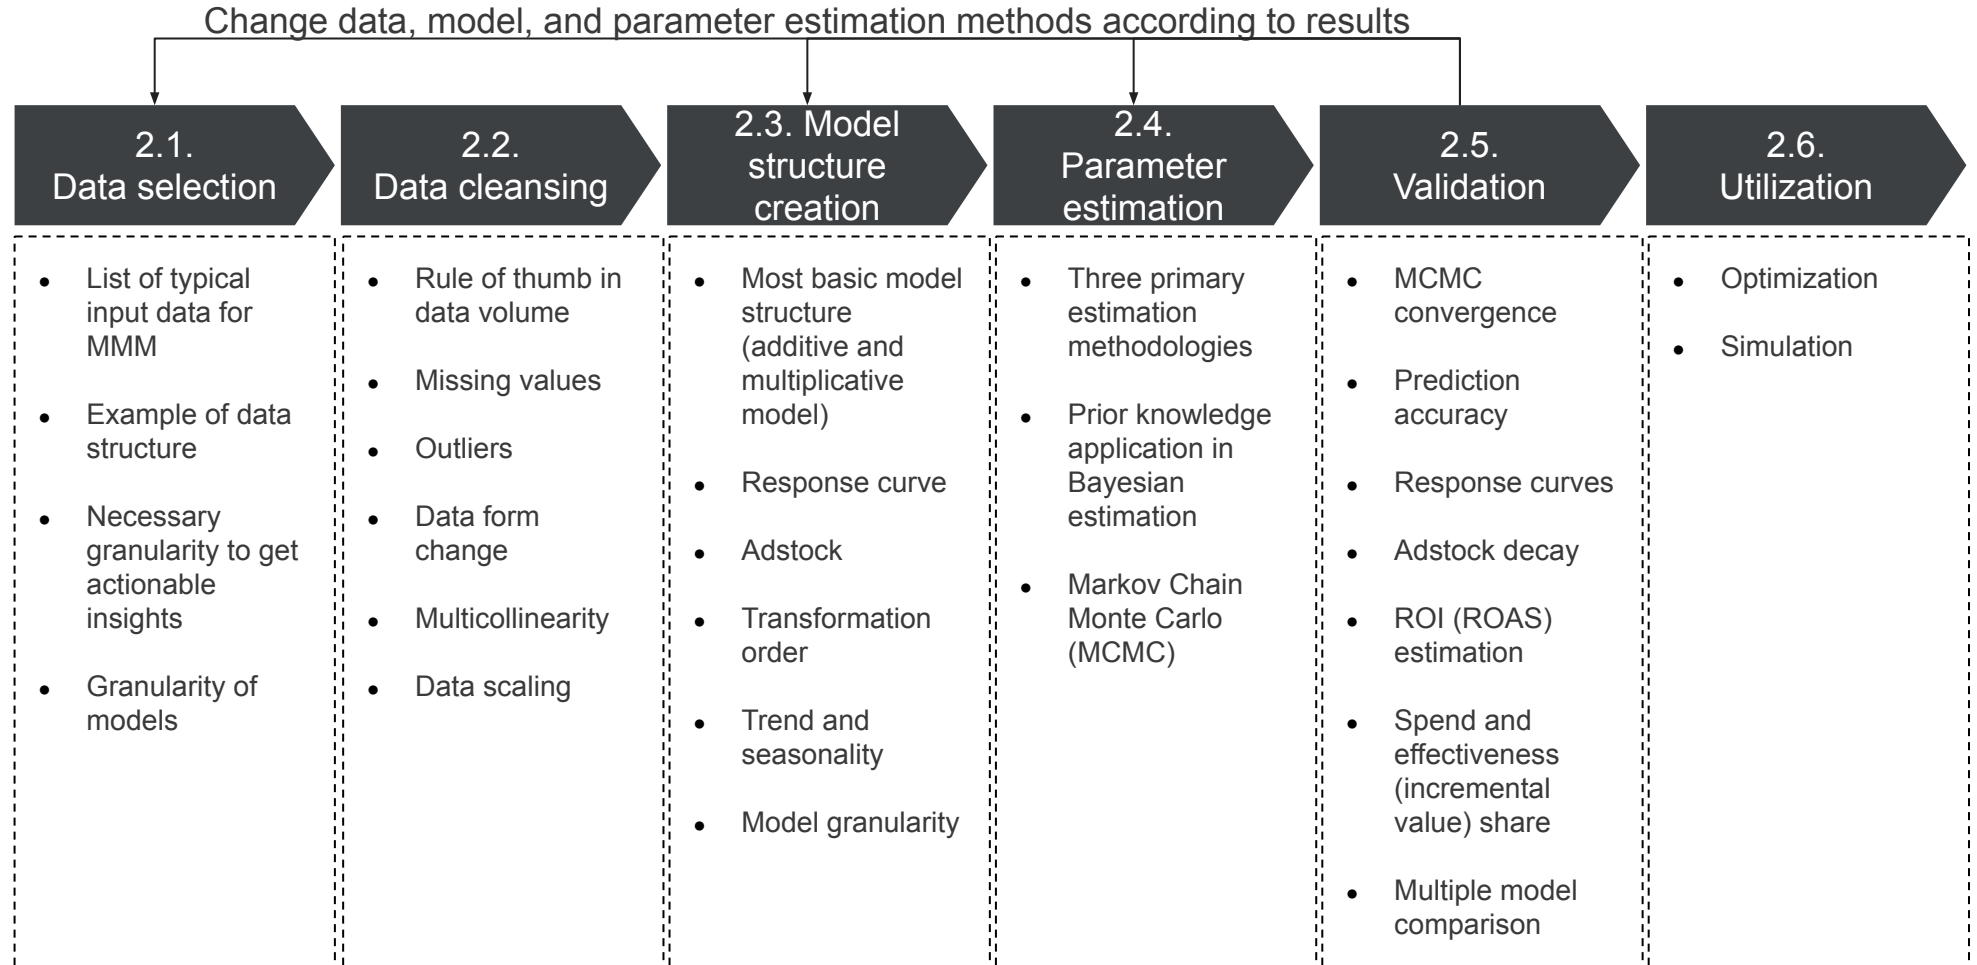 Change data, model, and parameter estimation methods according to results
2.1.
Data selection
2.2.
Data cleansing
2.3. Model
structure
creation
2.4.
Parameter
estimation
2.5.
Validation
2.6.
Utilization
● List of typical
input data for
MMM
● Example of data
structure
● Necessary
granularity to get
actionable
insights
● Granularity of
models
● Rule of thumb in
data volume
● Missing values
● Outliers
● Data form
change
● Multicollinearity
● Data scaling
● Most basic model
structure
(additive and
multiplicative
model)
● Response curve
● Adstock
● Transformation
order
● Trend and
seasonality
● Model granularity
● Three primary
estimation
methodologies
● Prior knowledge
application in
Bayesian
estimation
● Markov Chain
Monte Carlo
(MCMC)
● MCMC
convergence
● Prediction
accuracy
● Response curves
● Adstock decay
● ROI (ROAS)
estimation
● Spend and
effectiveness
(incremental
value) share
● Multiple model
comparison
● Optimization
● Simulation